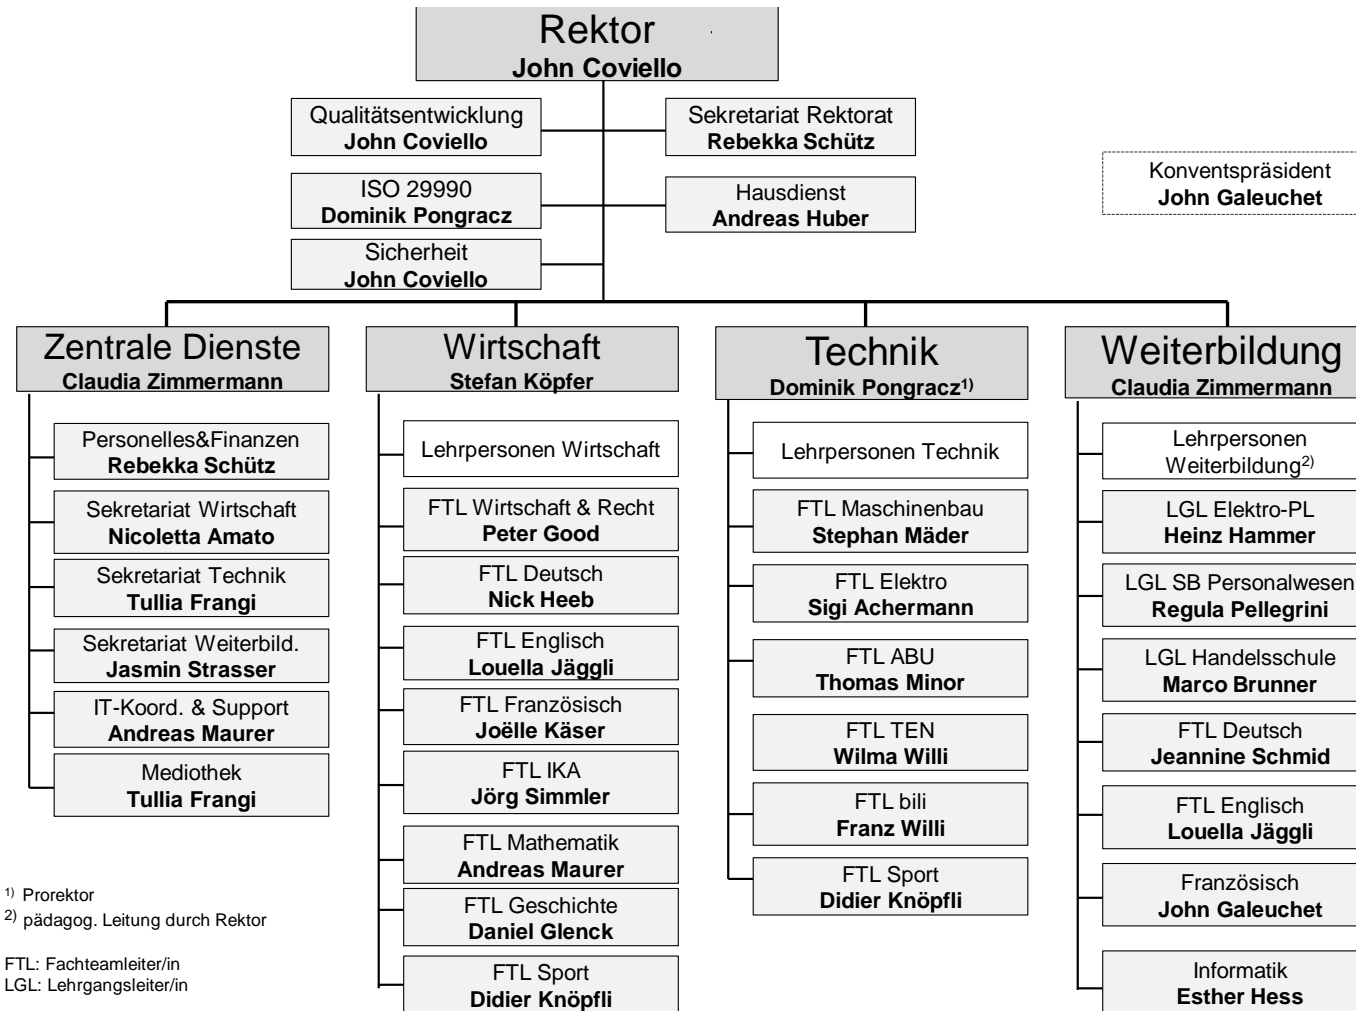 Rektor
John Coviello
Qualitätsentwicklung
John Coviello
Sekretariat Rektorat
Rebekka Schütz
ISO 29990
Dominik Pongracz
Hausdienst
Andreas Huber
Konventspräsident
John Galeuchet
Sicherheit
John Coviello
Zentrale Dienste
Claudia Zimmermann
Personelles&Finanzen
Rebekka Schütz
Sekretariat Wirtschaft
Nicoletta Amato
Sekretariat Technik
Tullia Frangi
Sekretariat Weiterbild.
Jasmin Strasser
IT-Koord. & Support
Andreas Maurer
Mediothek
Tullia Frangi
Wirtschaft
Stefan Köpfer
Lehrpersonen Wirtschaft
FTL Wirtschaft & Recht
Peter Good
FTL Deutsch
Nick Heeb
FTL Englisch
Louella Jäggli
FTL Französisch
Joëlle Käser
FTL IKA
Jörg Simmler
FTL Mathematik
Andreas Maurer
FTL Geschichte
Daniel Glenck
FTL Sport
Didier Knöpfli
Technik
Dominik Pongracz1)
Lehrpersonen Technik
FTL Maschinenbau
Stephan Mäder
FTL Elektro
Sigi Achermann
FTL ABU
Thomas Minor
FTL TEN
Wilma Willi
FTL bili
Franz Willi
FTL Sport
Didier Knöpfli
Weiterbildung
Claudia Zimmermann
Lehrpersonen
Weiterbildung2)
LGL Elektro-PL
Heinz Hammer
LGL SB Personalwesen
Regula Pellegrini
LGL Handelsschule
Marco Brunner
FTL Deutsch
Jeannine Schmid
FTL Englisch
Louella Jäggli
Französisch
John Galeuchet
Informatik
Esther Hess
1) Prorektor
2) pädagog. Leitung durch Rektor
FTL: Fachteamleiter/in
LGL: Lehrgangsleiter/in